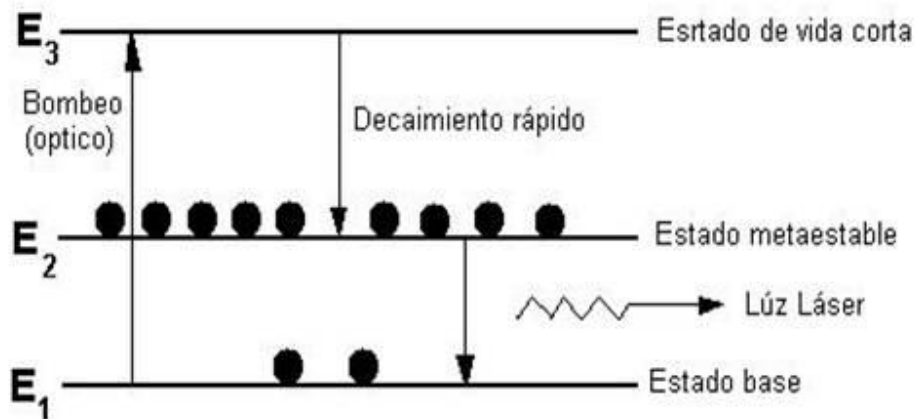 E3
Esrtado de vida corta
Bombeo
(optico)
Decaimiento rápido
E2
Estado metaestable
Lúz Láser
E1
Estado base